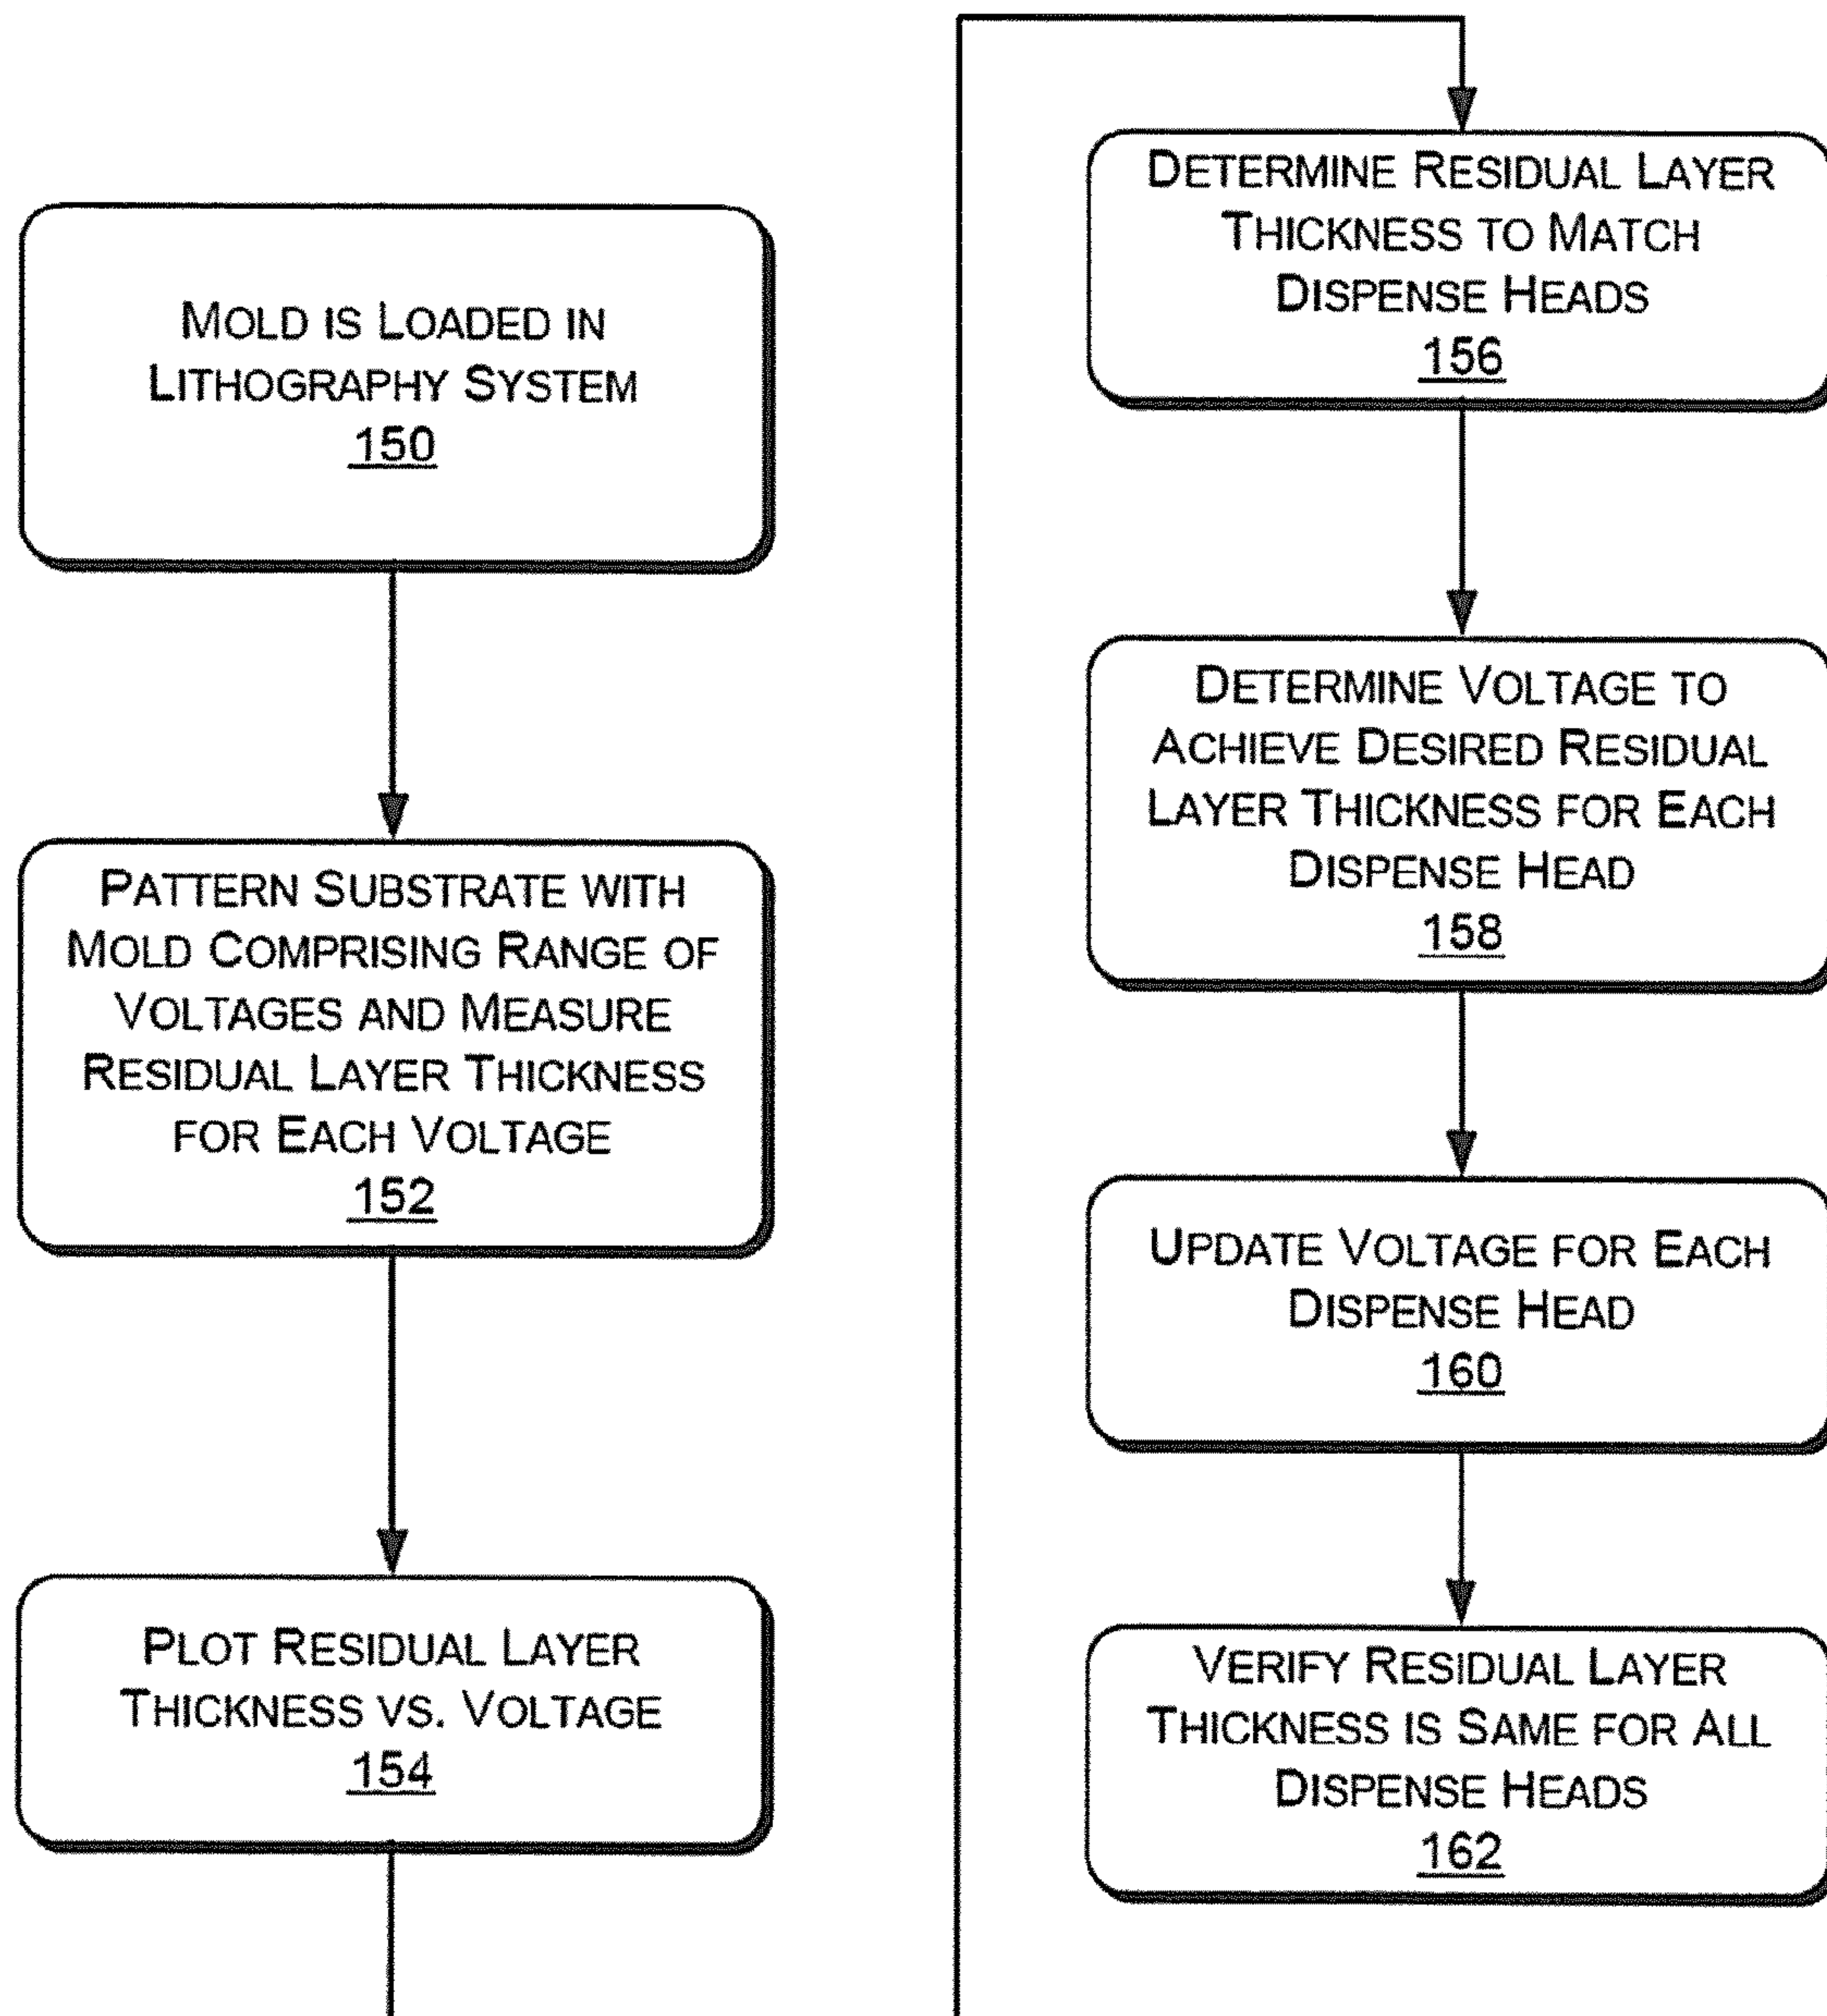 MOLD IS LOADED IN
LITHOGRAPHY SYSTEM
150
PATTERN SUBSTRATE WITH
MOLD COMPRISING RANGE OF
VOLTAGES AND MEASURE
RESIDUAL LAYER THICKNESS
FOR EACH VOLTAGE
152
PLOT RESIDUAL LAYER
THICKNESS VS. VOLTAGE
154
DETERMINE RESIDUAL LAYER
THICKNESS TO MATCH
DISPENSE HEADS
156
DETERMINE VOLTAGE TO
ACHIEVE DESIRED RESIDUAL
LAYER THICKNESS FOR EACH
DISPENSE HEAD
158
UPDATE VOLTAGE FOR EACH
DISPENSE HEAD
160
VERIFY RESIDUAL LAYER
THICKNESS IS SAME FOR ALL
DISPENSE HEADS
162